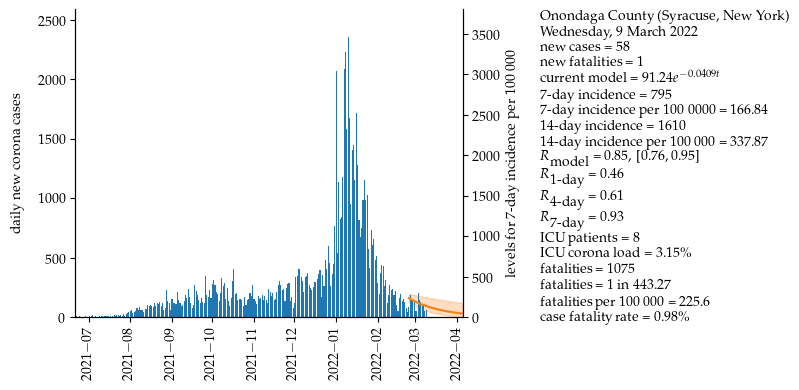 daily new corona cases
2500
2000
1500
1000
500
0
2021−07
2021−08
2021−09
2021−10
2021−11
2021−12
2022−01
2022−02
2022−03
2022−04
3500
3000
2500
2000
1500
1000
500
0
levels for 7-day incidence per 100 000
Onondaga County (Syracuse, New York)
Wednesday, 9 March 2022
new cases = 58
new fatalities = 1
current model = 91.24e^{−0.0409t}
7-day incidence = 795
7-day incidence per 100 0000 = 166.84
14-day incidence = 1610
14-day incidence per 100 000 = 337.87
R_model = 0.85, [0.76, 0.95]
R_1-day = 0.46
R_4-day = 0.61
R_7-day = 0.93
ICU patients = 8
ICU corona load = 3.15%
fatalities = 1075
fatalities = 1 in 443.27
fatalities per 100 000 = 225.6
case fatality rate = 0.98%